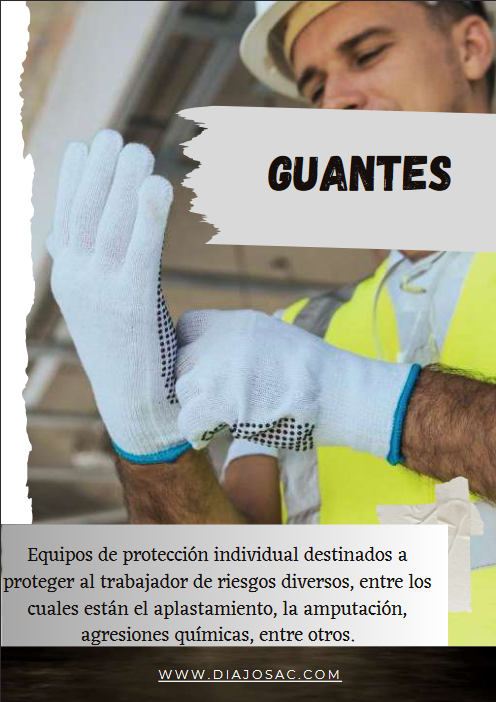 GUANTES
Equipos de protección individual destinados a
proteger al trabajador de riesgos diversos, entre los
cuales están el aplastamiento, la amputación,
agresiones químicas, entre otros.
WWW.DIAJOSAC.COM